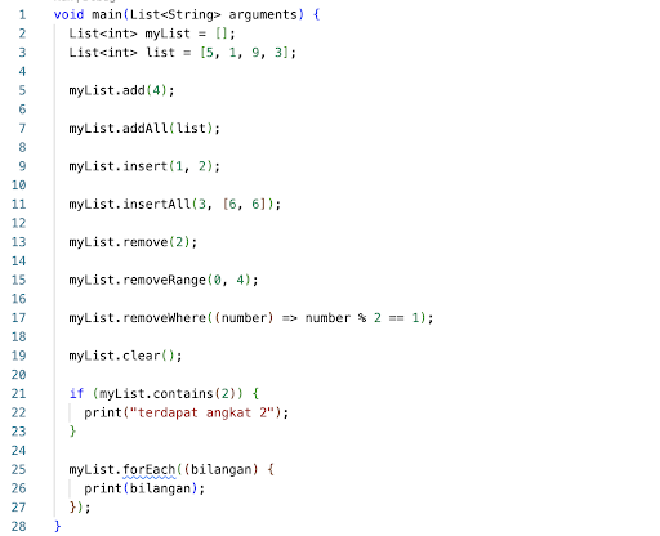 1 void main(List<String> arguments) {
2 List<int> myList = [];
3 List<int> list = [5, 1, 9, 3];
4
5 myList.add(4);
6
7 myList.addAll(list);
8
9 myList.insert(1, 2);
10
11 myList.insertAll(3, [6, 6]);
12
13 myList.remove(2);
14
15 myList.removeRange(0, 4);
16
17 myList.removeWhere((number) => number % 2 == 1);
18
19 myList.clear();
20
21 if (myList.contains(2)) {
22 print("terdapat angkat 2");
23 }
24
25 myList.forEach((bilangan) {
26 print(bilangan);
27 });
28 }